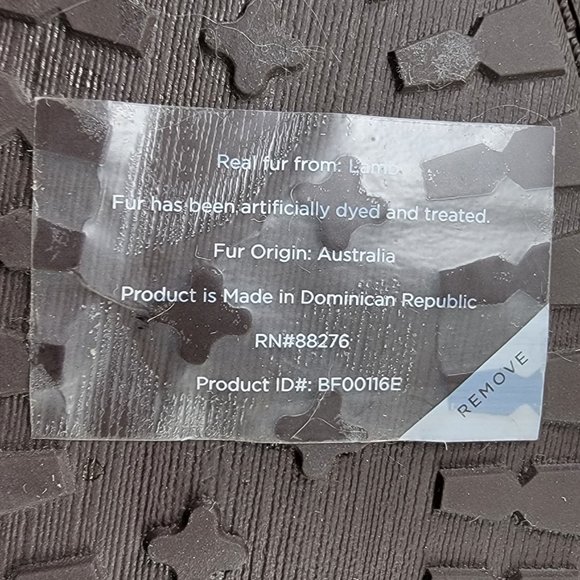 Real fur from: Lamb
Fur has been artificially dyed and treated.
Fur Origin: Australia
Product is Made in Dominican Republic
RN#88276
Product ID#: BF00116E
REMOVE